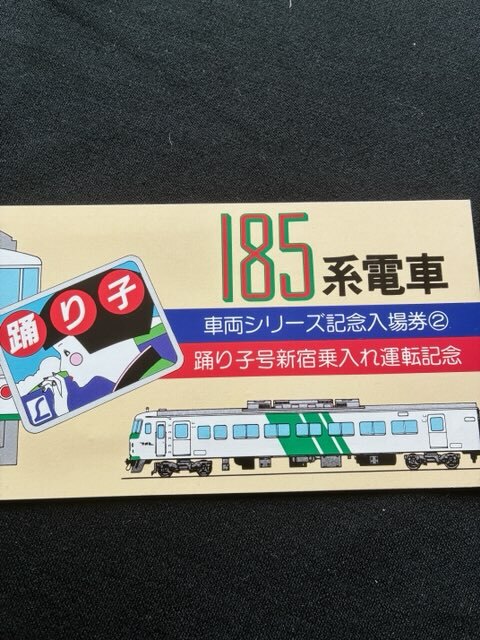 185系電車
車両シリーズ記念入場券②
踊り子号新宿乗入れ運転記念
踊り子